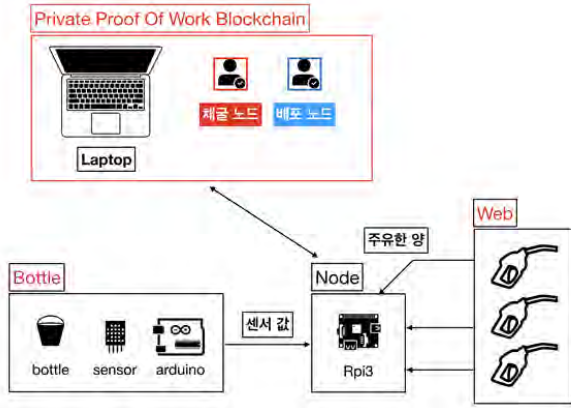 Private Proof Of Work Blockchain
채굴 노드
배포 노드
Laptop
Web
주유한 양
Bottle
Node
센서 값
bottle
sensor
arduino
Rpi3